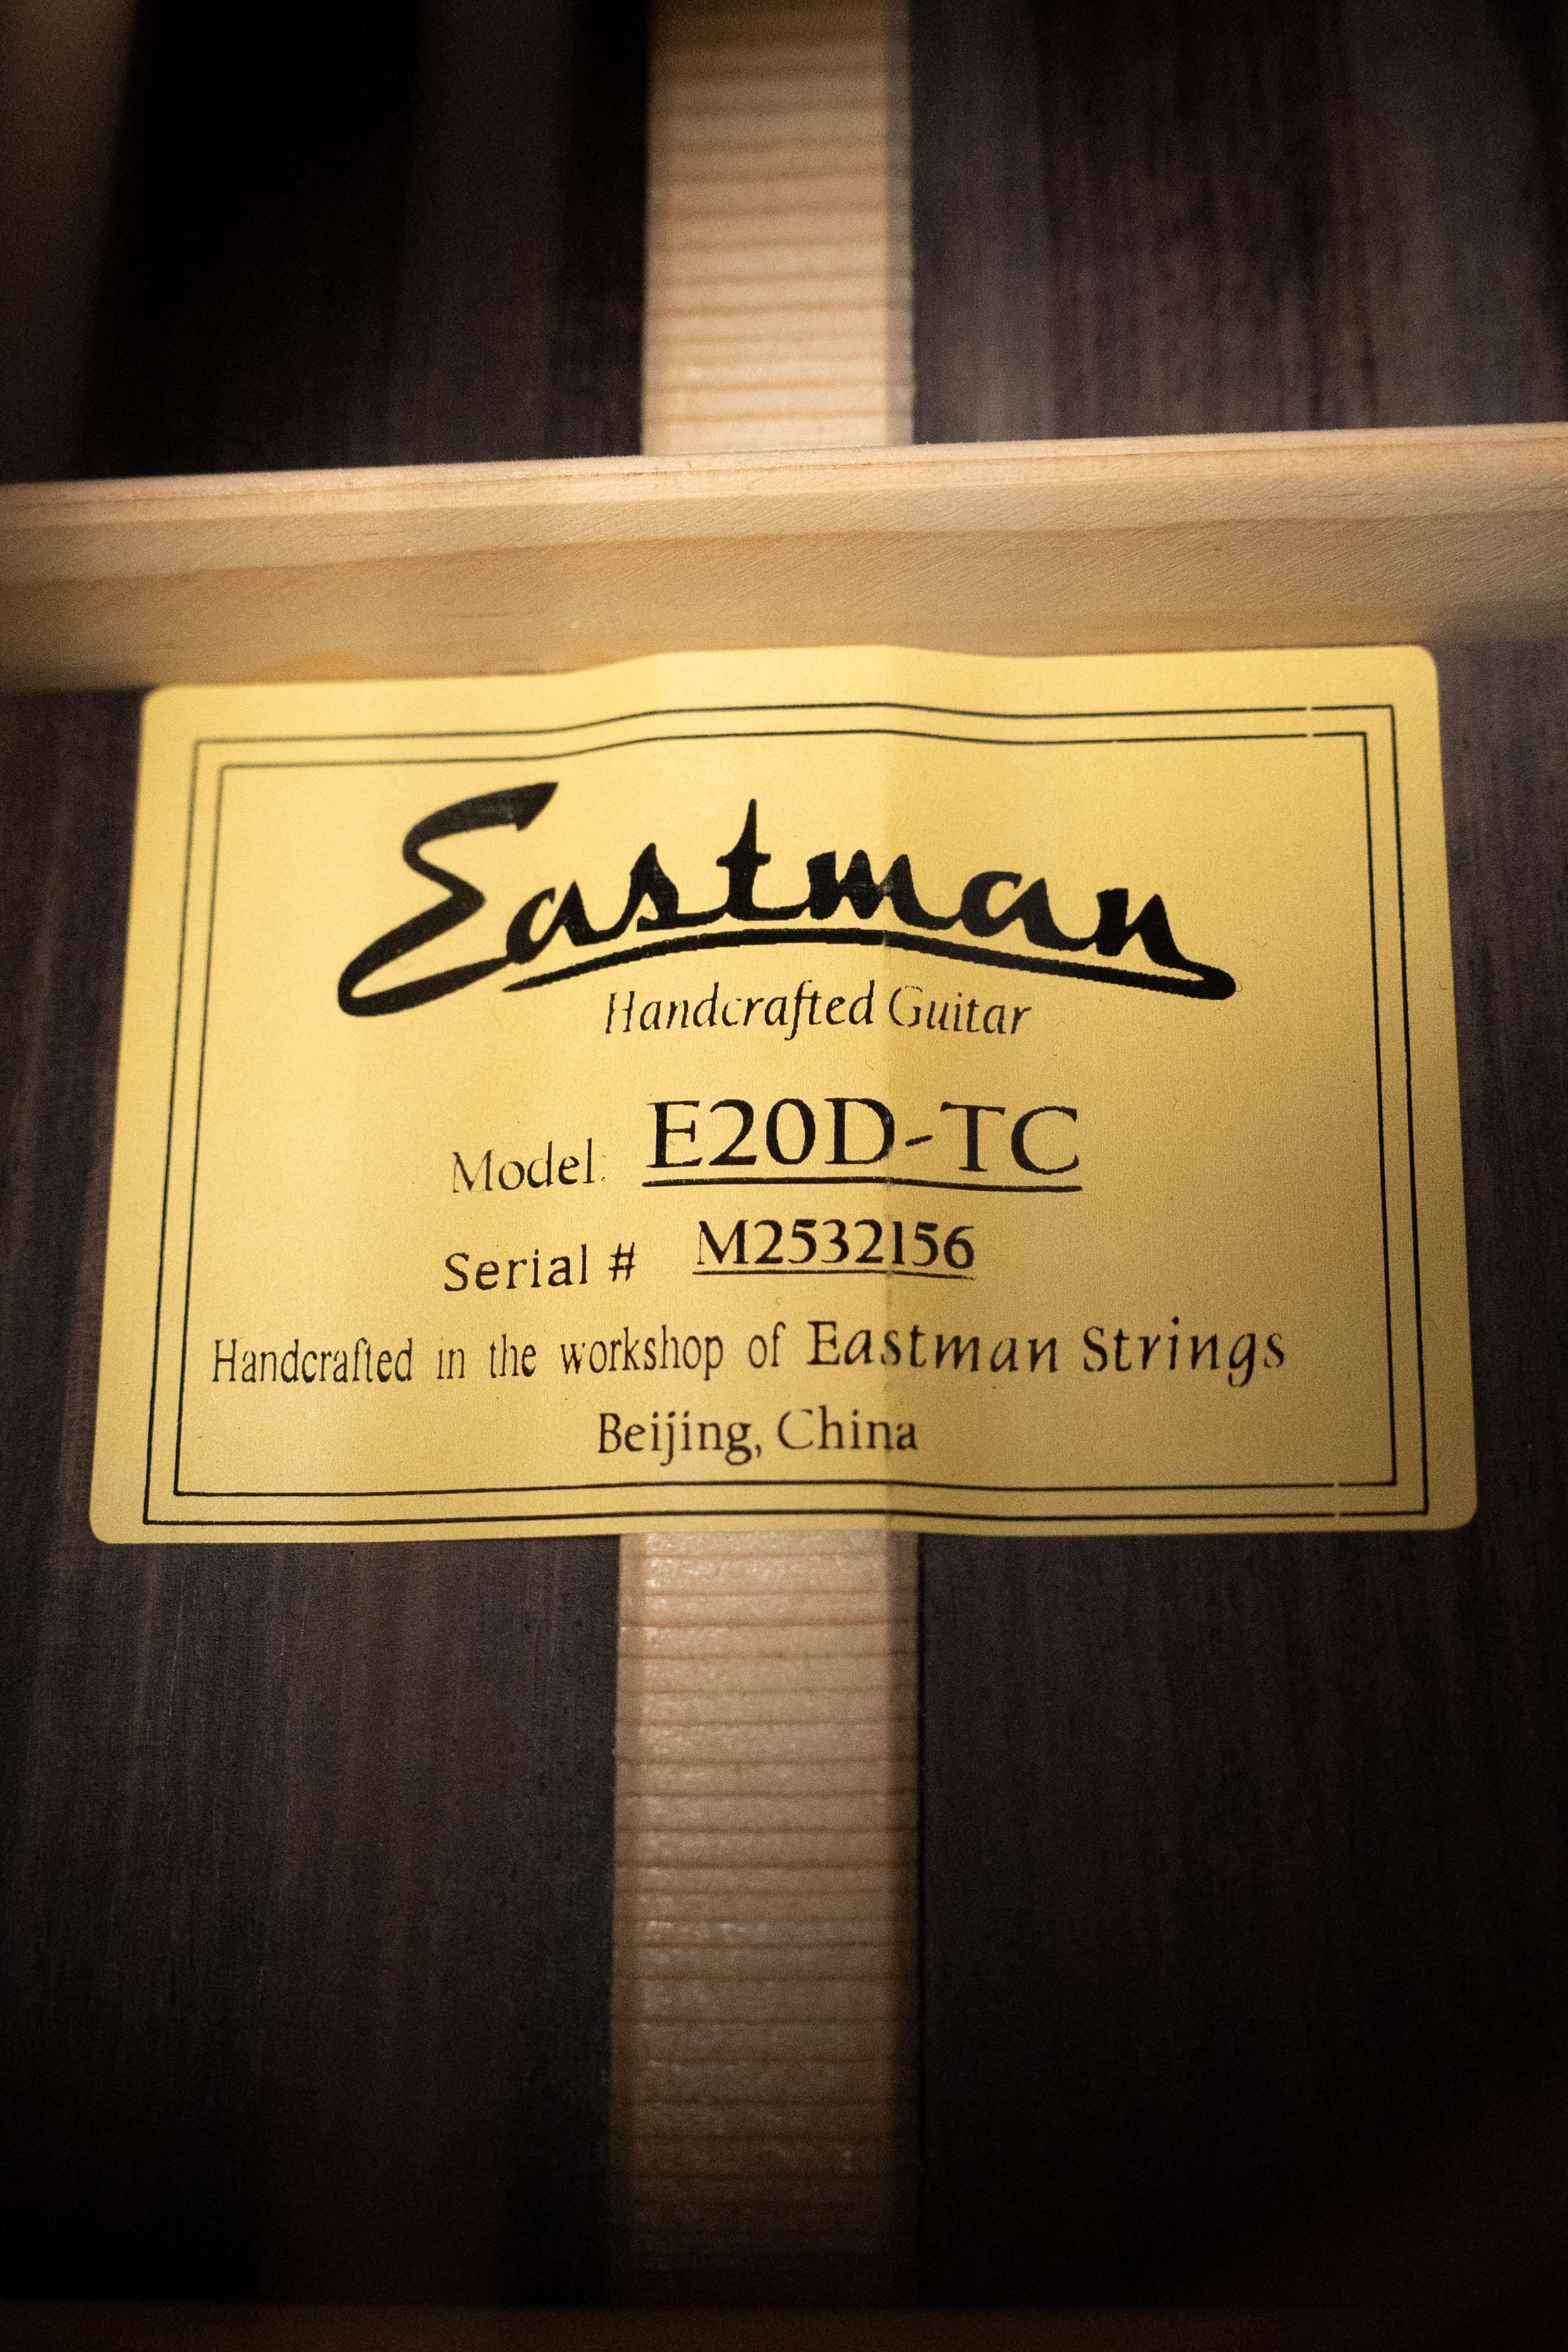 Eastman
Handcrafted Guitar
Model: E20D-TC
Serial # M2532156
Handcrafted in the workshop of Eastman Strings
Beijing, China